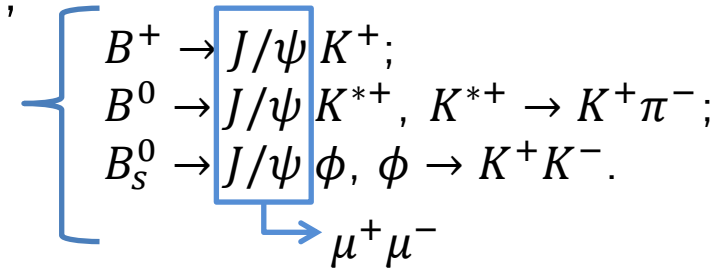 ,
B⁺ → J/ψ K⁺;
B⁰ → J/ψ K*⁺, K*⁺ → K⁺π⁻;
B⁰ₛ → J/ψ ϕ, ϕ → K⁺K⁻.
μ⁺μ⁻